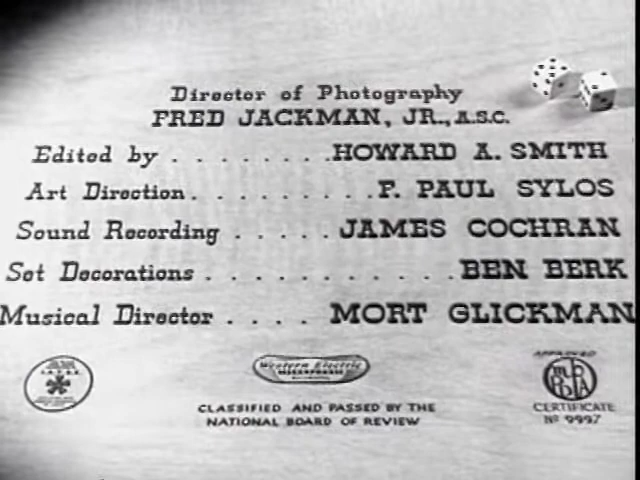 Director of Photography
FRED JACKMAN, JR., A.S.C.
Edited by . . . . . . . . HOWARD A. SMITH
Art Direction . . . . . . . . . F. PAUL SYLOS
Sound Recording . . . . . JAMES COCHRAN
Set Decorations . . . . . . . . . . . . BEN BERK
Musical Director . . . . MORT GLICKMAN
Western Electric
APPROVED
MPPDA
CLASSIFIED AND PASSED BY THE
NATIONAL BOARD OF REVIEW
CERTIFICATE
Nº 9997